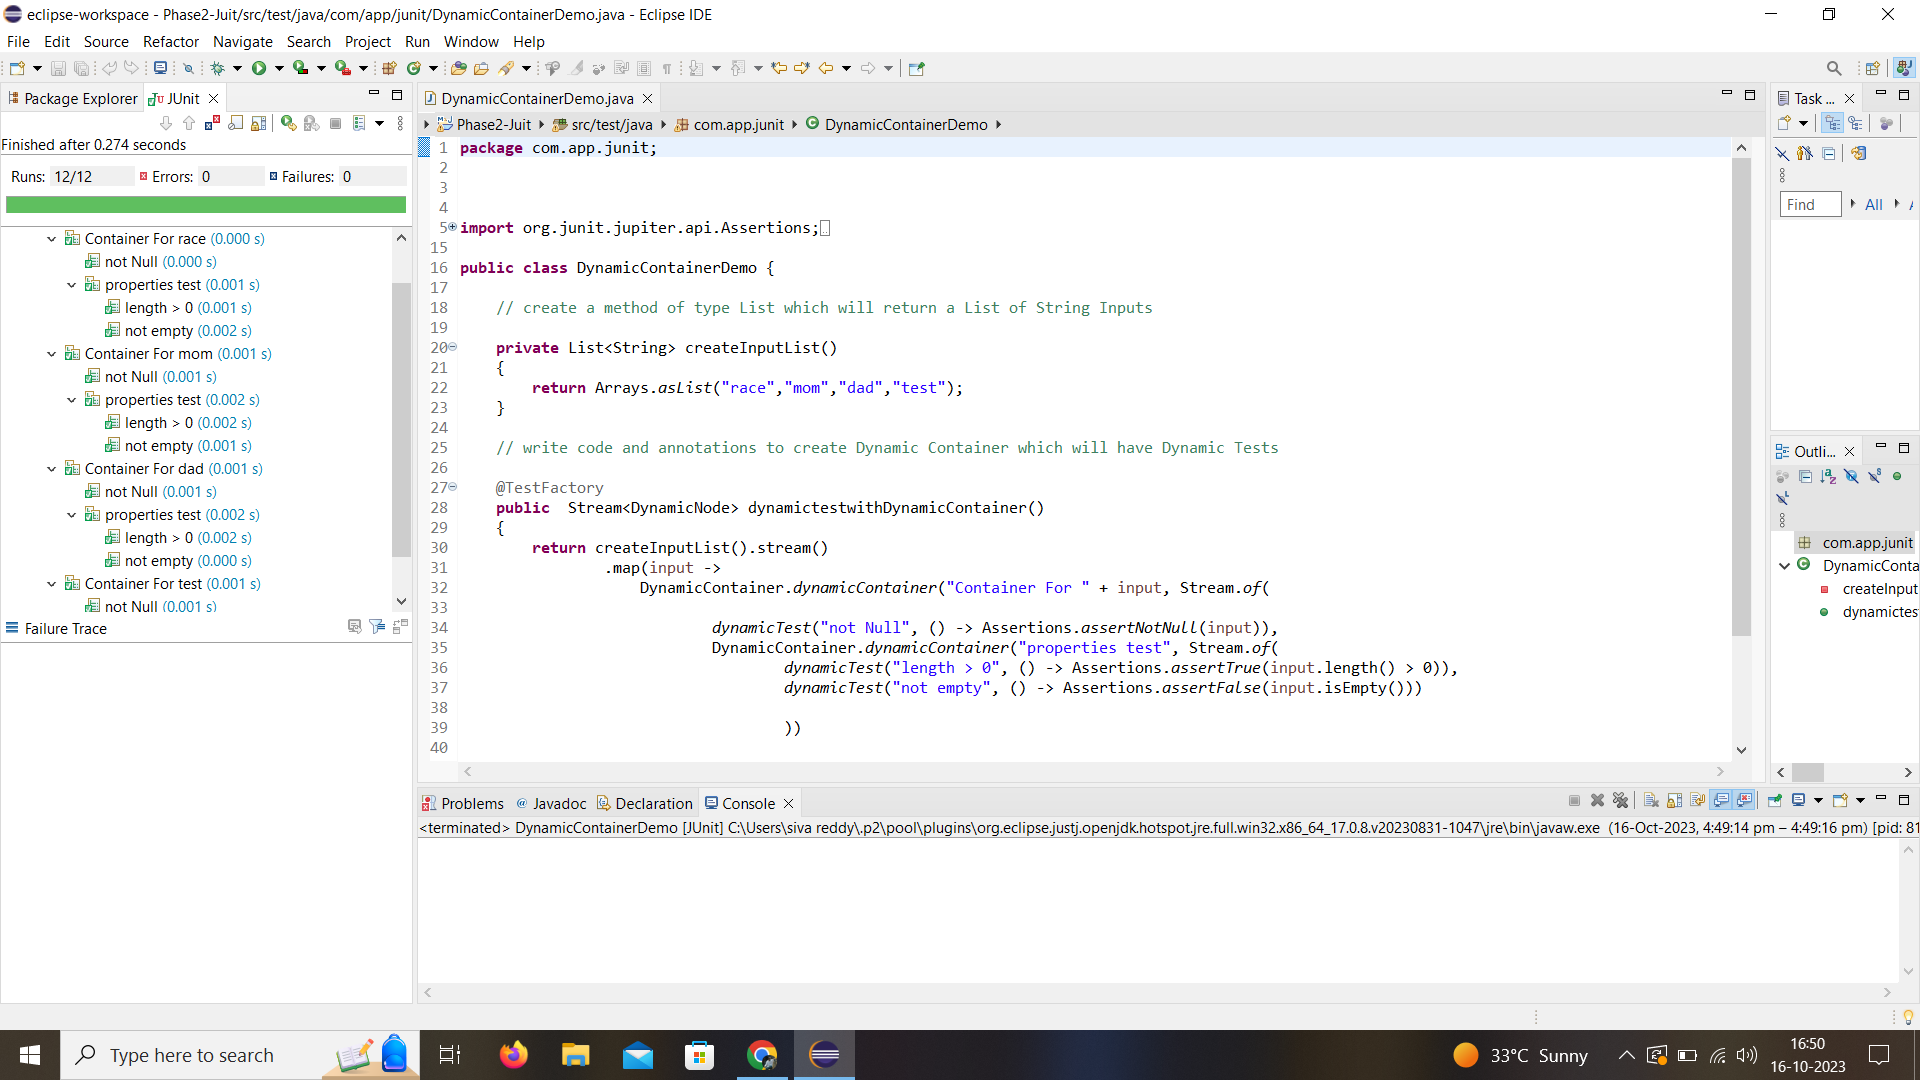 eclipse-workspace - Phase2-Juit/src/test/java/com/app/junit/DynamicContainerDemo.java - Eclipse IDE
File Edit Source Refactor Navigate Search Project Run Window Help
Package Explorer JUnit
Finished after 0.274 seconds
Runs: 12/12 Errors: 0 Failures: 0
Container For race (0.000 s)
not Null (0.000 s)
properties test (0.001 s)
length > 0 (0.001 s)
not empty (0.002 s)
Container For mom (0.001 s)
not Null (0.001 s)
properties test (0.002 s)
length > 0 (0.002 s)
not empty (0.001 s)
Container For dad (0.001 s)
not Null (0.001 s)
properties test (0.002 s)
length > 0 (0.002 s)
not empty (0.000 s)
Container For test (0.001 s)
not Null (0.001 s)
Failure Trace
DynamicContainerDemo.java
Phase2-Juit src/test/java com.app.junit DynamicContainerDemo
1 package com.app.junit;
2
3
4
5 import org.junit.jupiter.api.Assertions;
15
16 public class DynamicContainerDemo {
17
18 // create a method of type List which will return a List of String Inputs
19
20 private List<String> createInputList()
21 {
22 return Arrays.asList("race","mom","dad","test");
23 }
24
25 // write code and annotations to create Dynamic Container which will have Dynamic Tests
26
27 @TestFactory
28 public Stream<DynamicNode> dynamictestwithDynamicContainer()
29 {
30 return createInputList().stream()
31 .map(input ->
32 DynamicContainer.dynamicContainer("Container For " + input, Stream.of(
33
34 dynamicTest("not Null", () -> Assertions.assertNotNull(input)),
35 DynamicContainer.dynamicContainer("properties test", Stream.of(
36 dynamicTest("length > 0", () -> Assertions.assertTrue(input.length() > 0)),
37 dynamicTest("not empty", () -> Assertions.assertFalse(input.isEmpty()))
38
39 ))
40
Task ...
Find All
Outli...
com.app.junit
DynamicConta
createInput
dynamictes
Problems Javadoc Declaration Console
<terminated> DynamicContainerDemo [JUnit] C:\Users\siva reddy\.p2\pool\plugins\org.eclipse.justj.openjdk.hotspot.jre.full.win32.x86_64_17.0.8.v20230831-1047\jre\bin\javaw.exe (16-Oct-2023, 4:49:14 pm – 4:49:16 pm) [pid: 81
Type here to search
33°C Sunny
16:50
16-10-2023